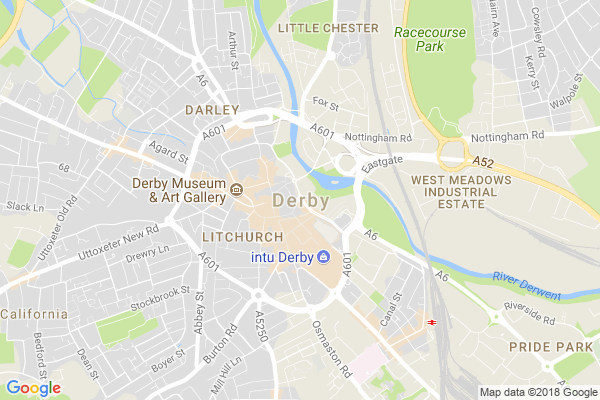 LITTLE CHESTER
Racecourse
Park
Arthur St
A6
Cowsley Rd
Kerry St
Walpole St
Fox St
DARLEY
A601
A601
Nottingham Rd
Nottingham Rd
Eastgate
A52
Agard St
68
WEST MEADOWS
INDUSTRIAL
ESTATE
Derby Museum
& Art Gallery
Derby
Slack Ln
Uttoxeter Old Rd
Uttoxeter New Rd
Drewry Ln
LITCHURCH
A601
intu Derby
A601
A6
A6
River Derwent
Stockbrook St
California
Abbey St
A5250
Canal St
Riverside Rd
Burton Rd
Osmaston Rd
Bedford St
Dean St
Boyer St
Mill Hill Ln
PRIDE PARK
Google
Map data ©2018 Google